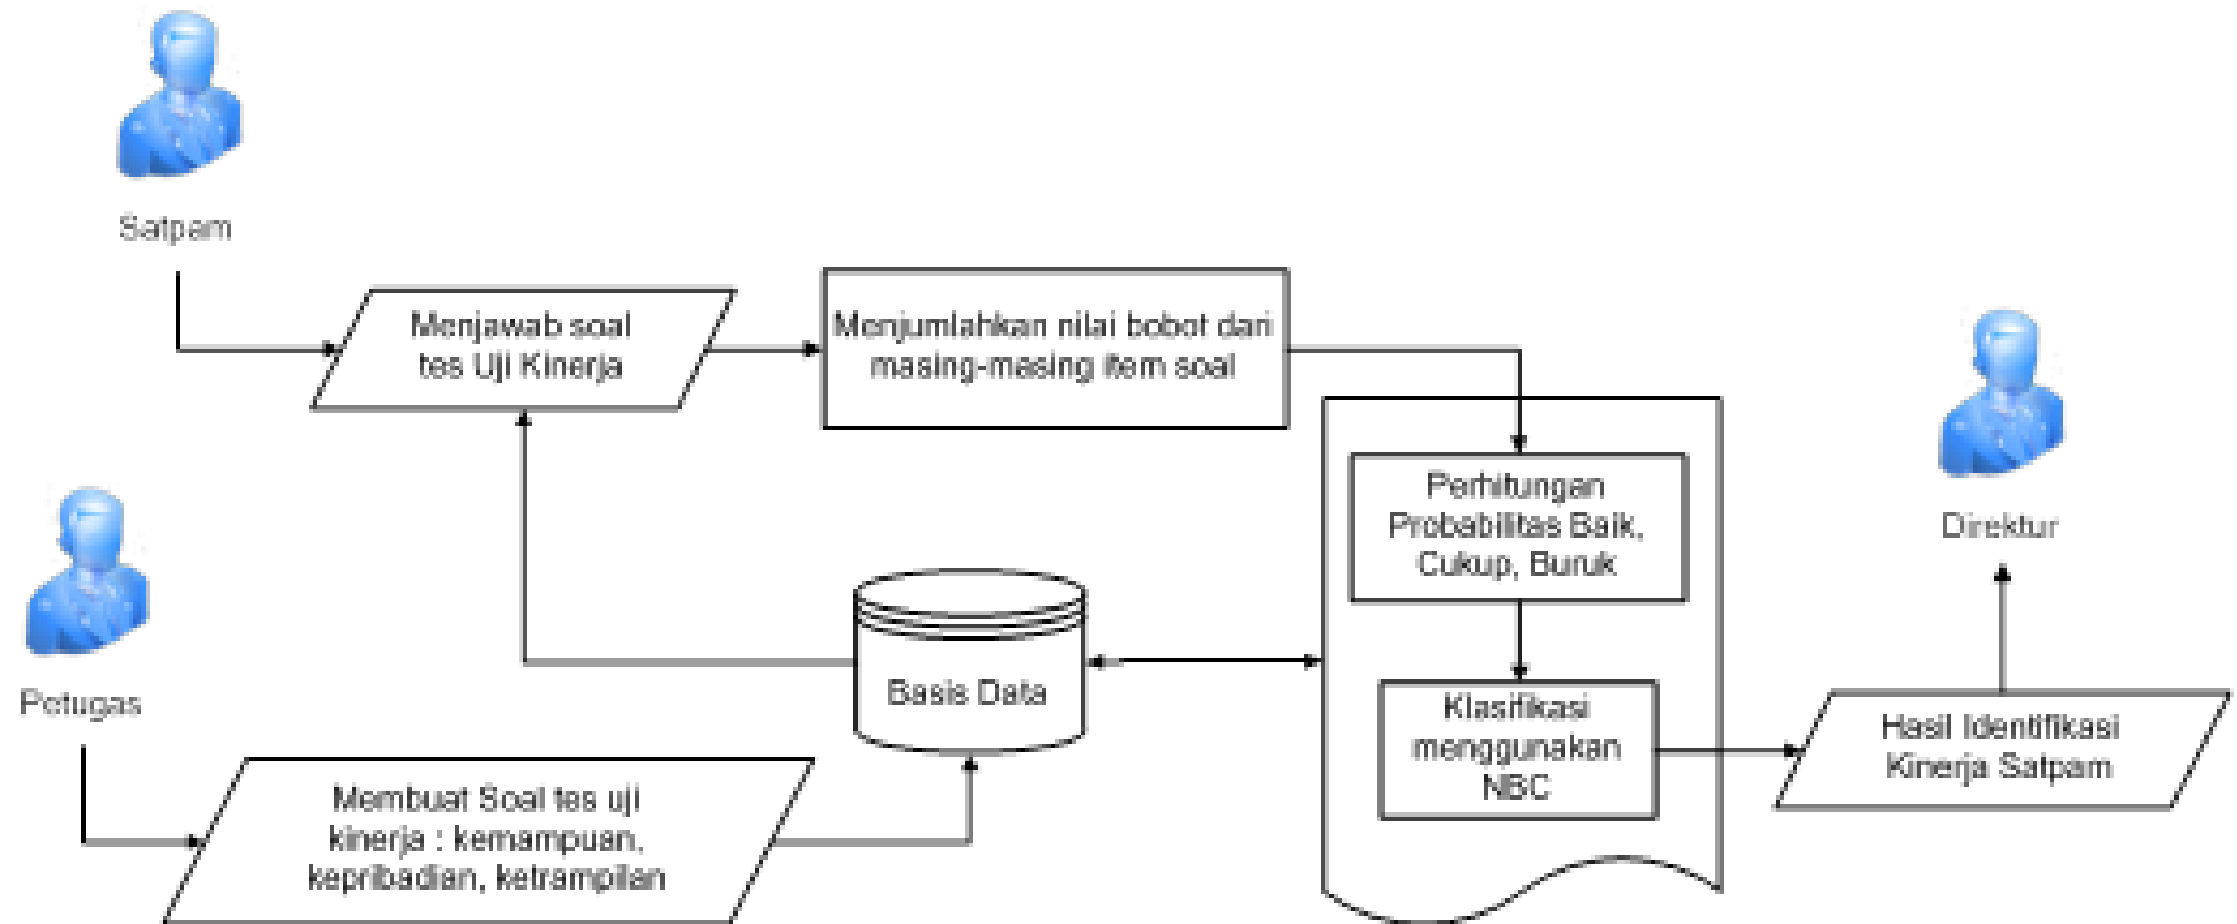 Satpam
Menjawab soal
tes Uji Kinerja
Menjumlahkan nilai bobot dari
masing-masing item soal
Perhitungan
Probabilitas Baik,
Cukup, Buruk
Direktur
Petugas
Basis Data
Klasifikasi
menggunakan
NBC
Hasil Identifikasi
Kinerja Satpam
Membuat Soal tes uji
kinerja : kemampuan,
kepribadian, ketrampilan